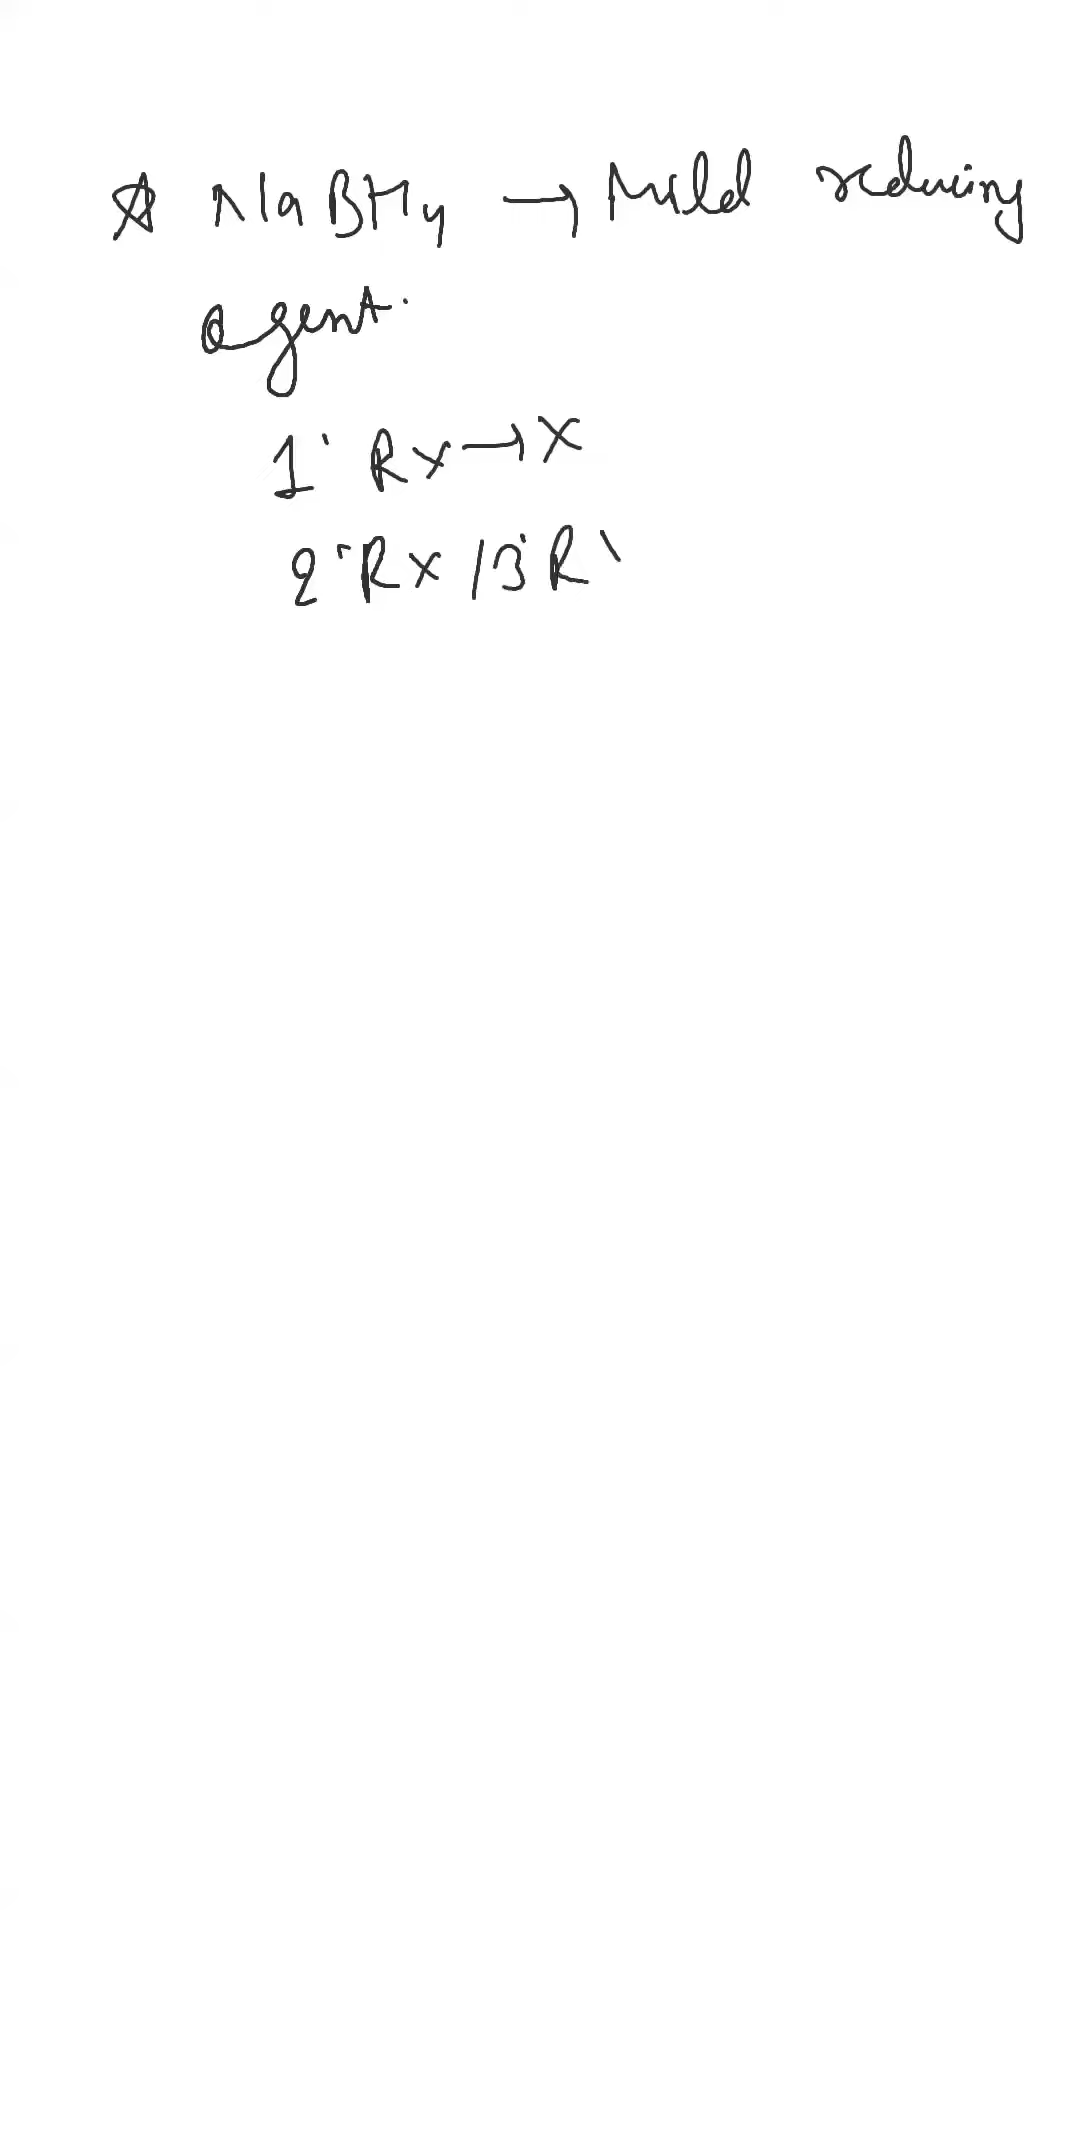 ☆ NaBH4 → Mild reducing
agent.
1° Rx → X
2° Rx / 3° R \